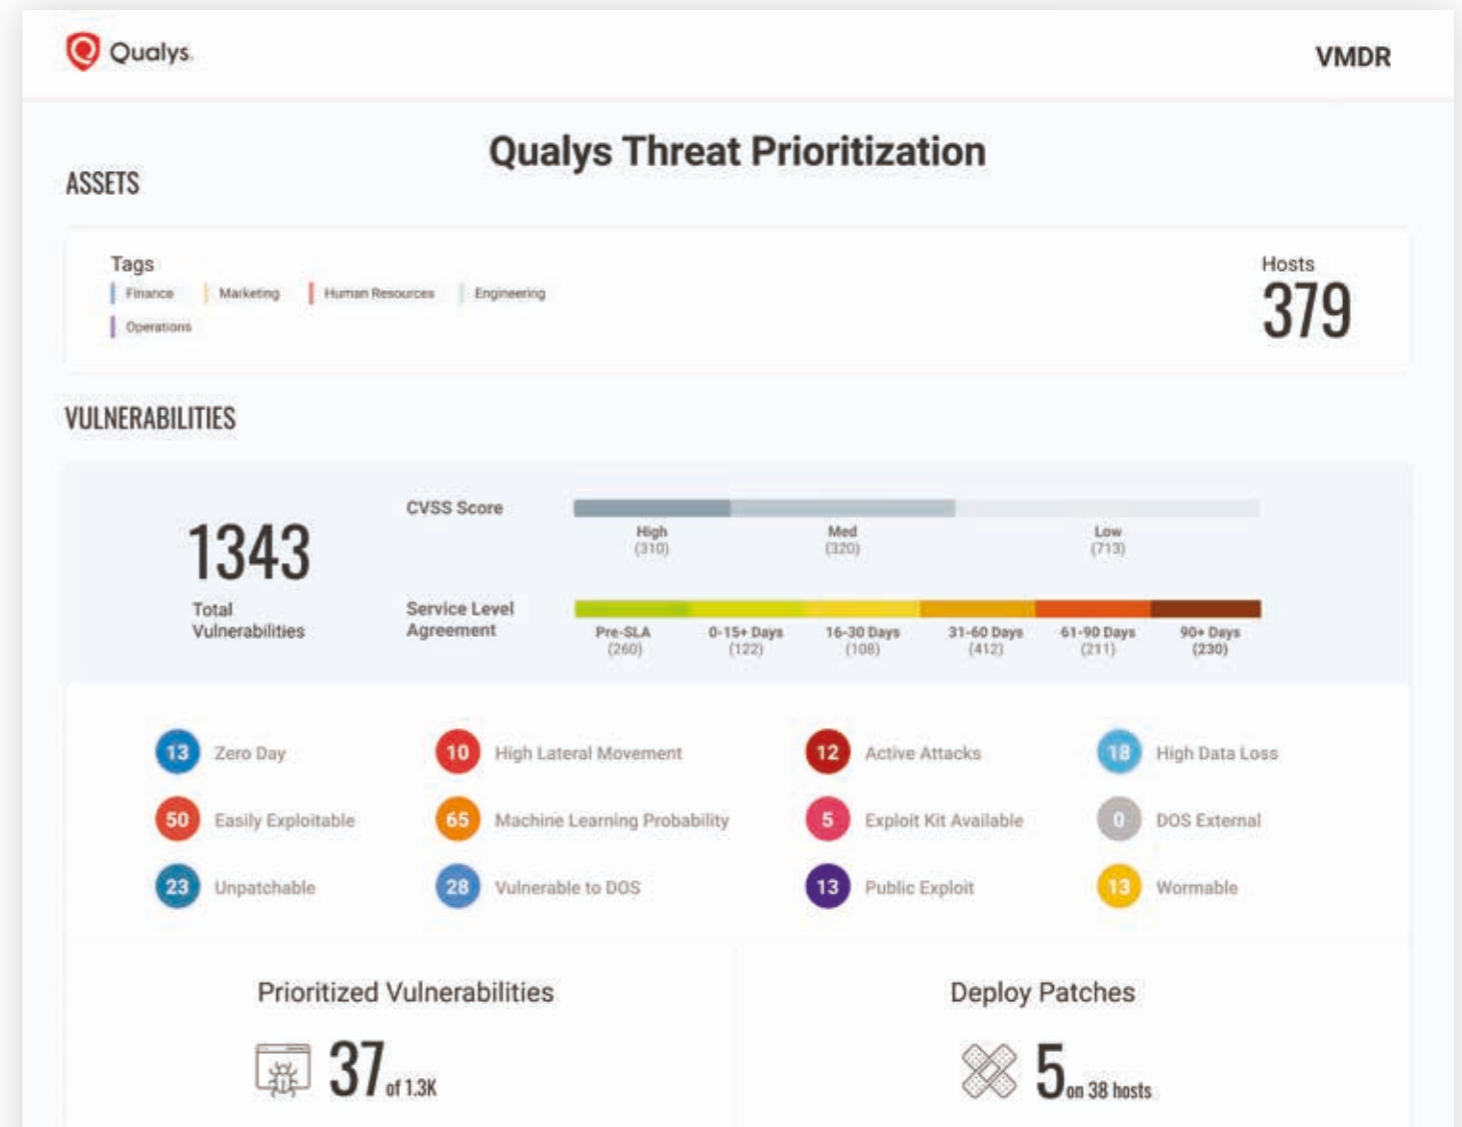 Qualys.
VMDR
Qualys Threat Prioritization
ASSETS
Tags
Finance Marketing Human Resources Engineering
Operations
Hosts
379
VULNERABILITIES
1343
Total
Vulnerabilities
CVSS Score
High Med Low
(310) (320) (713)
Service Level
Agreement
Pre-SLA 0-15+ Days 16-30 Days 31-60 Days 61-90 Days 90+ Days
(260) (122) (108) (412) (211) (230)
13 Zero Day 10 High Lateral Movement 12 Active Attacks 18 High Data Loss
50 Easily Exploitable 65 Machine Learning Probability 5 Exploit Kit Available 0 DOS External
23 Unpatchable 28 Vulnerable to DOS 13 Public Exploit 13 Wormable
Prioritized Vulnerabilities
37 of 1.3K
Deploy Patches
5 on 38 hosts